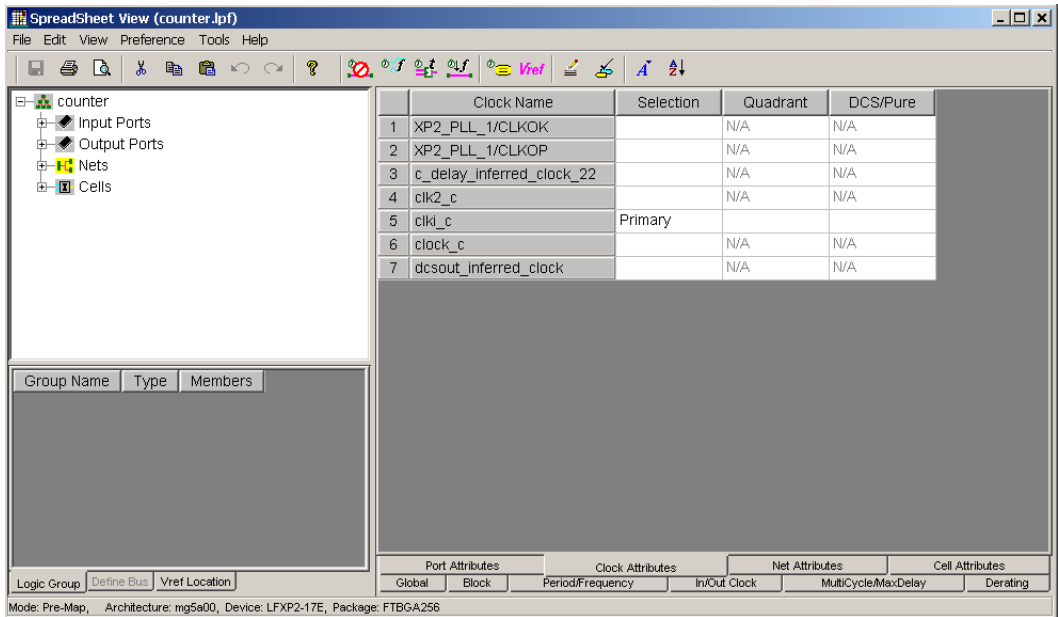 SpreadSheet View (counter.lpf)
File Edit View Preference Tools Help
Vref
counter
Input Ports
Output Ports
Nets
Cells
Clock Name Selection Quadrant DCS/Pure
1 XP2_PLL_1/CLKOK N/A N/A
2 XP2_PLL_1/CLKOP N/A N/A
3 c_delay_inferred_clock_22 N/A N/A
4 clk2_c N/A N/A
5 clki_c Primary
6 clock_c N/A N/A
7 dcsout_inferred_clock N/A N/A
Group Name Type Members
Logic Group Define Bus Vref Location
Port Attributes Clock Attributes Net Attributes Cell Attributes
Global Block Period/Frequency In/Out Clock MultiCycle/MaxDelay Derating
Mode: Pre-Map, Architecture: mg5a00, Device: LFXP2-17E, Package: FTBGA256